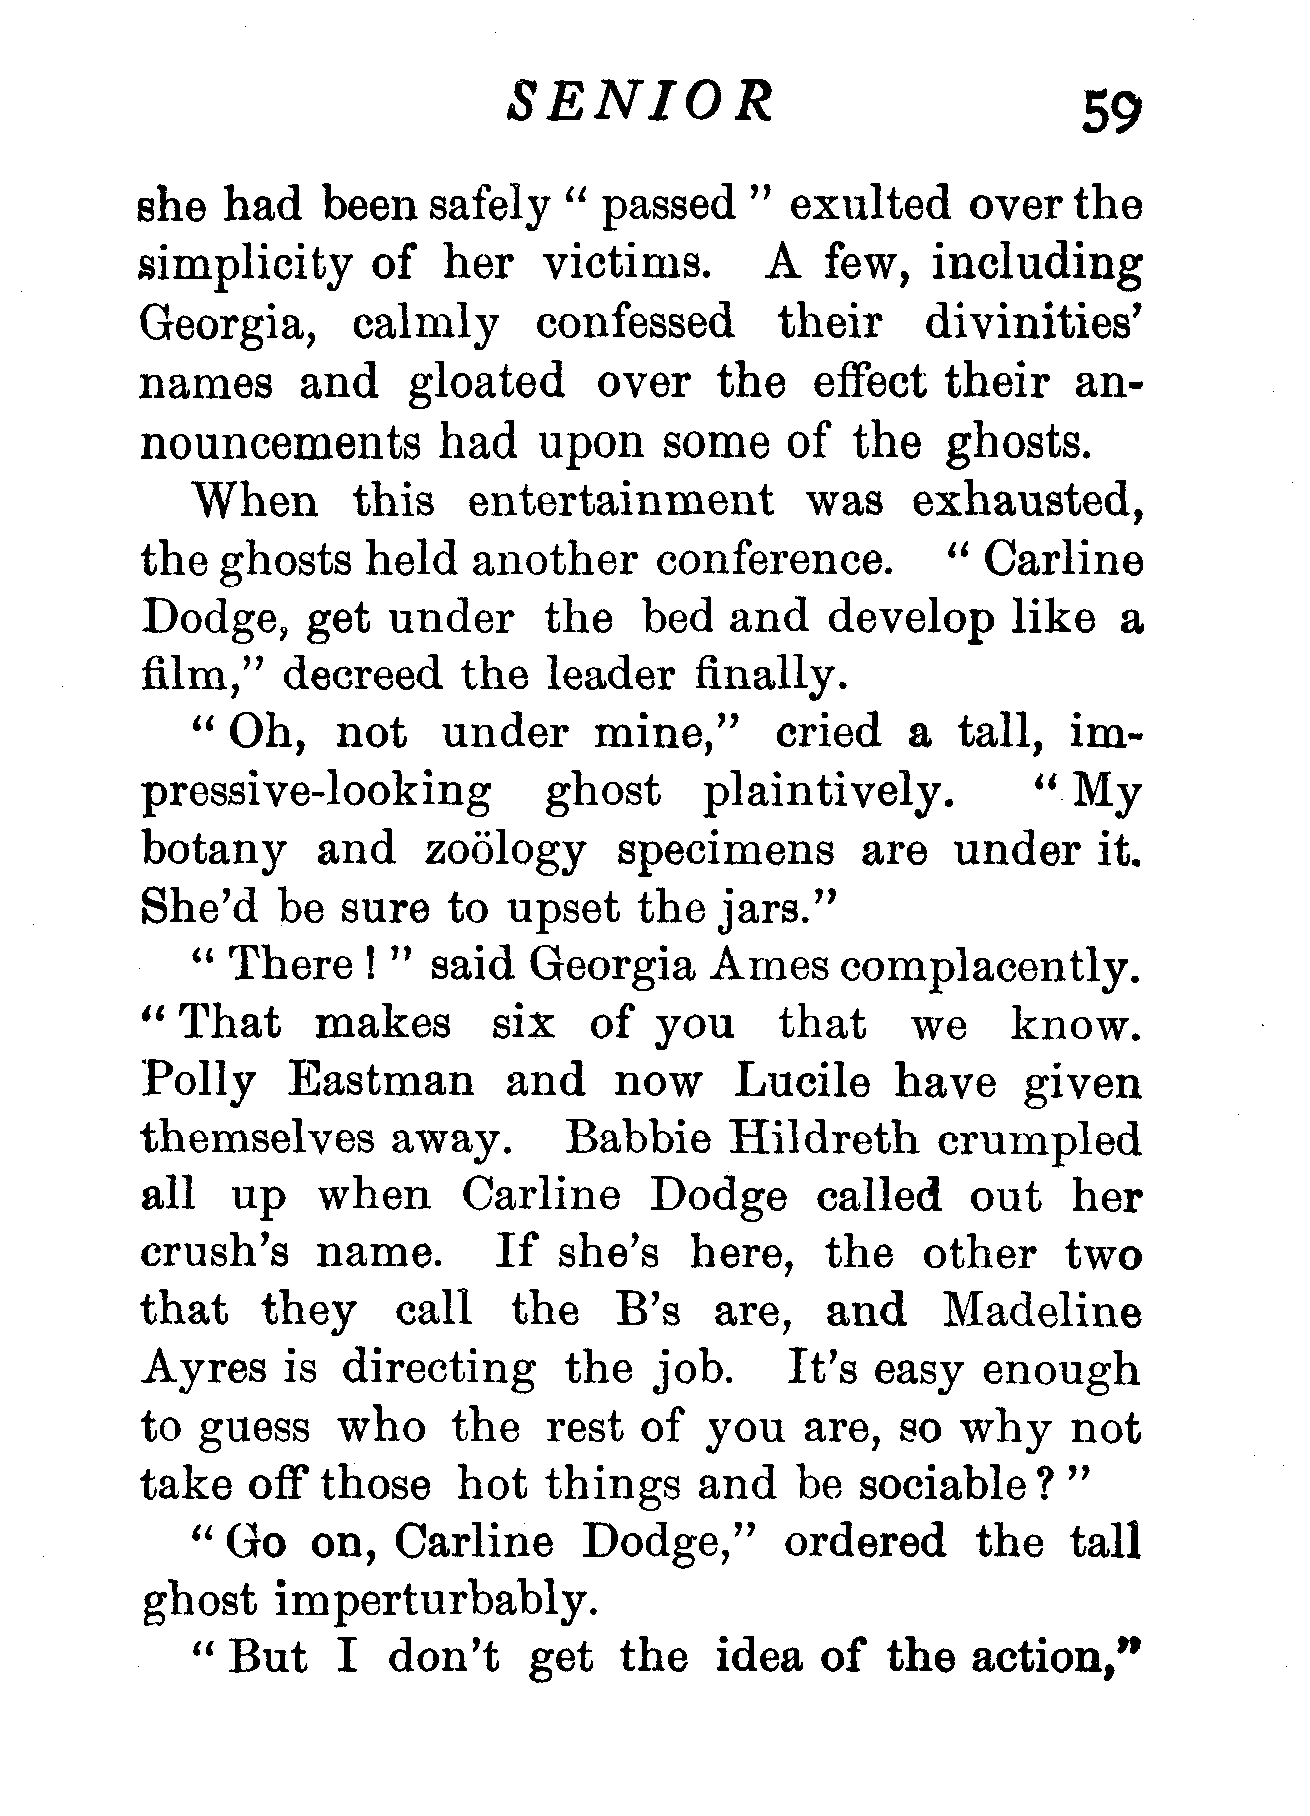 SENIOR 59
she had been safely “ passed ” exulted over the
simplicity of her victims. A few, including
Georgia, calmly confessed their divinities’
names and gloated over the effect their an-
nouncements had upon some of the ghosts.
When this entertainment was exhausted,
the ghosts held another conference. “ Carline
Dodge, get under the bed and develop like a
film,” decreed the leader finally.
“ Oh, not under mine,” cried a tall, im-
pressive-looking ghost plaintively. “ My
botany and zoölogy specimens are under it.
She’d be sure to upset the jars.”
“ There ! ” said Georgia Ames complacently.
“ That makes six of you that we know.
Polly Eastman and now Lucile have given
themselves away. Babbie Hildreth crumpled
all up when Carline Dodge called out her
crush’s name. If she’s here, the other two
that they call the B’s are, and Madeline
Ayres is directing the job. It’s easy enough
to guess who the rest of you are, so why not
take off those hot things and be sociable ? ”
“ Go on, Carline Dodge,” ordered the tall
ghost imperturbably.
“ But I don’t get the idea of the action,”